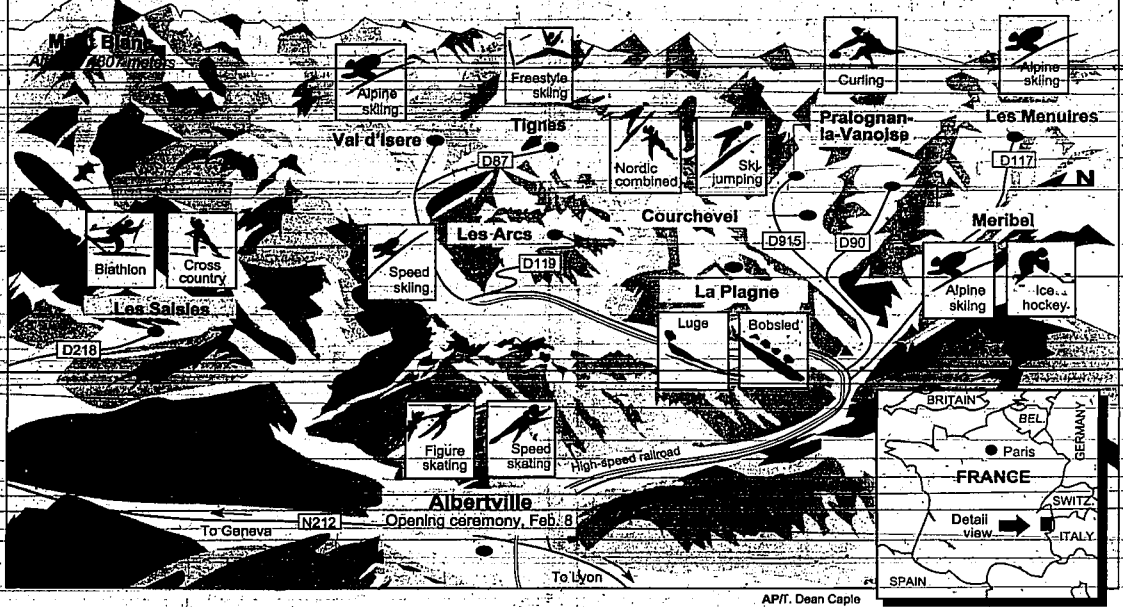 Mont Blanc
meters
Alpine
skiing
Freestyle
skiing
Curling
Alpine
skiing
Val d'Isere
Tignes
D87
Nordic
combined
Ski
jumping
Pralognan-
la-Vanoise
Les Menuires
D117
N
Biathlon
Cross
country
Les Saisies
D218
Speed
skiing
Les Arcs
D119
Courchevel
D915
D90
Meribel
Alpine
skiing
Ice
hockey
La Plagne
Luge
Bobsled
Figure
skating
Speed
skating
High-speed railroad
Albertville
Opening ceremony, Feb. 8
N212
To Geneva
To Lyon
BRITAIN
BEL.
GERMANY
Paris
FRANCE
SWITZ.
Detail
view
ITALY
SPAIN
AP/T. Dean Caple